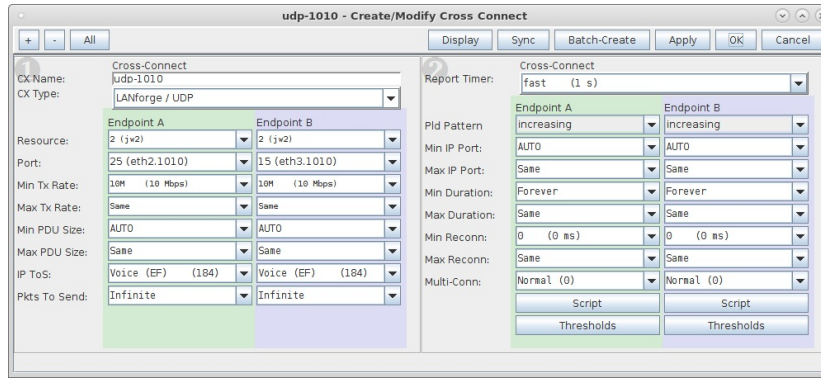 udp-1010 - Create/Modify Cross Connect
+ - All Display Sync Batch-Create Apply OK Cancel
1
Cross-Connect
CX Name: udp-1010
CX Type: LANforge / UDP
Endpoint A Endpoint B
Resource: 2 (jw2) 2 (jw2)
Port: 25 (eth2.1010) 15 (eth3.1010)
Min Tx Rate: 10M (10 Mbps) 10M (10 Mbps)
Max Tx Rate: Same Same
Min PDU Size: AUTO AUTO
Max PDU Size: Same Same
IP ToS: Voice (EF) (184) Voice (EF) (184)
Pkts To Send: Infinite Infinite
2
Cross-Connect
Report Timer: fast (1 s)
Endpoint A Endpoint B
Pld Pattern increasing increasing
Min IP Port: AUTO AUTO
Max IP Port: Same Same
Min Duration: Forever Forever
Max Duration: Same Same
Min Reconn: 0 (0 ms) 0 (0 ms)
Max Reconn: Same Same
Multi-Conn: Normal (0) Normal (0)
Script Script
Thresholds Thresholds